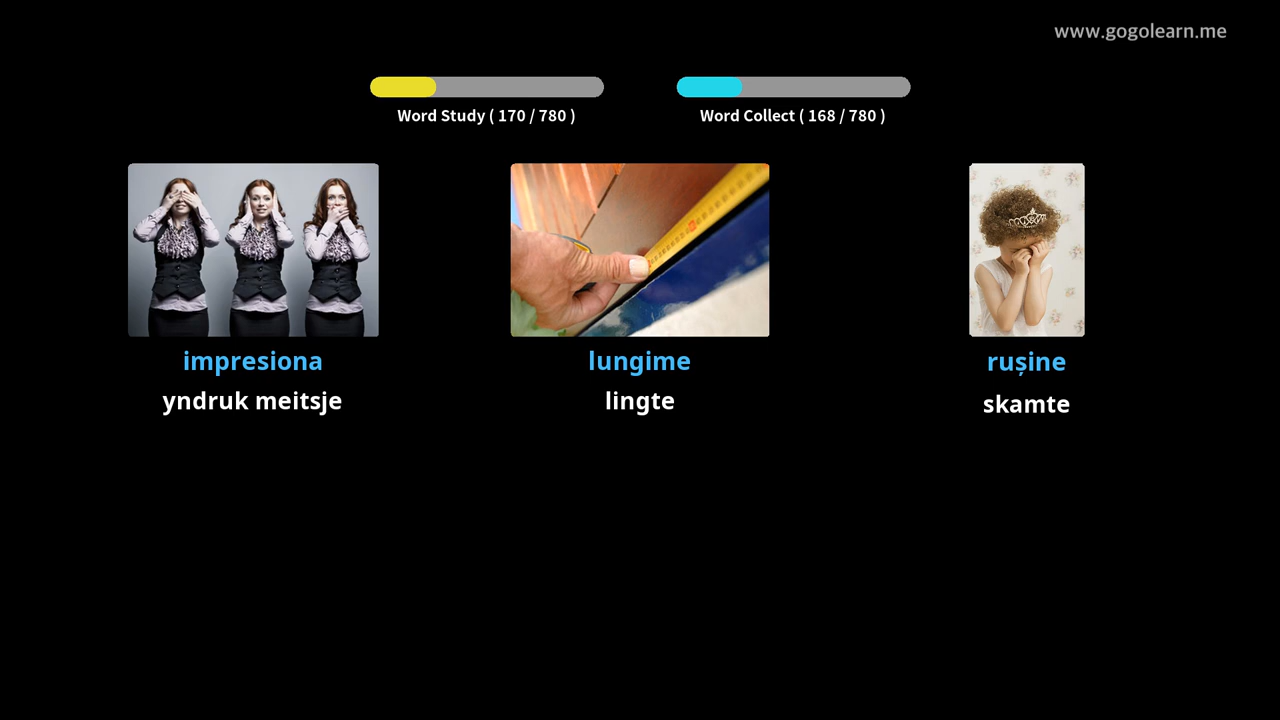 www.gogolearn.me
Word Study ( 170 / 780 )
Word Collect ( 168 / 780 )
impresiona
yndruk meitsje
lungime
lingte
rușine
skamte